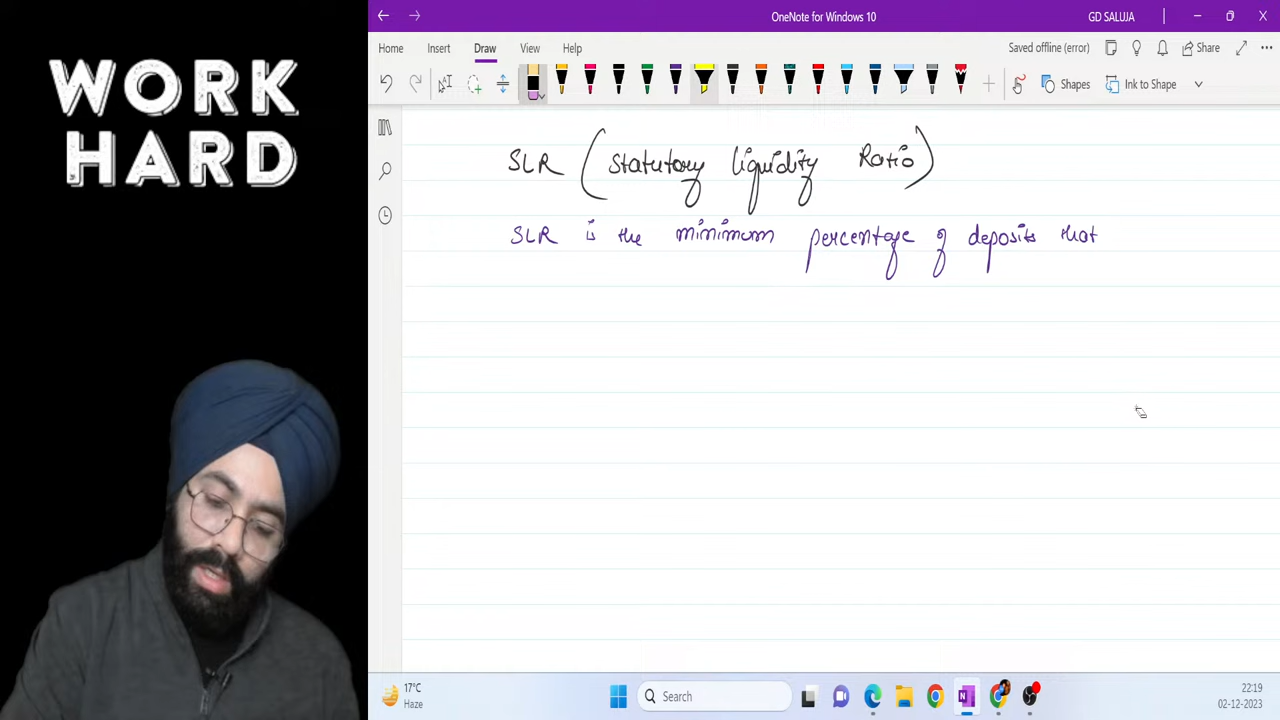 WORK
HARD
OneNote for Windows 10
GD SALUJA
Home Insert Draw View Help
Saved offline (error)
Share
Shapes
Ink to Shape
SLR (Statutory liquidity Ratio)
SLR is the minimum percentage of deposits that
17°C
Haze
Search
22:19
02-12-2023